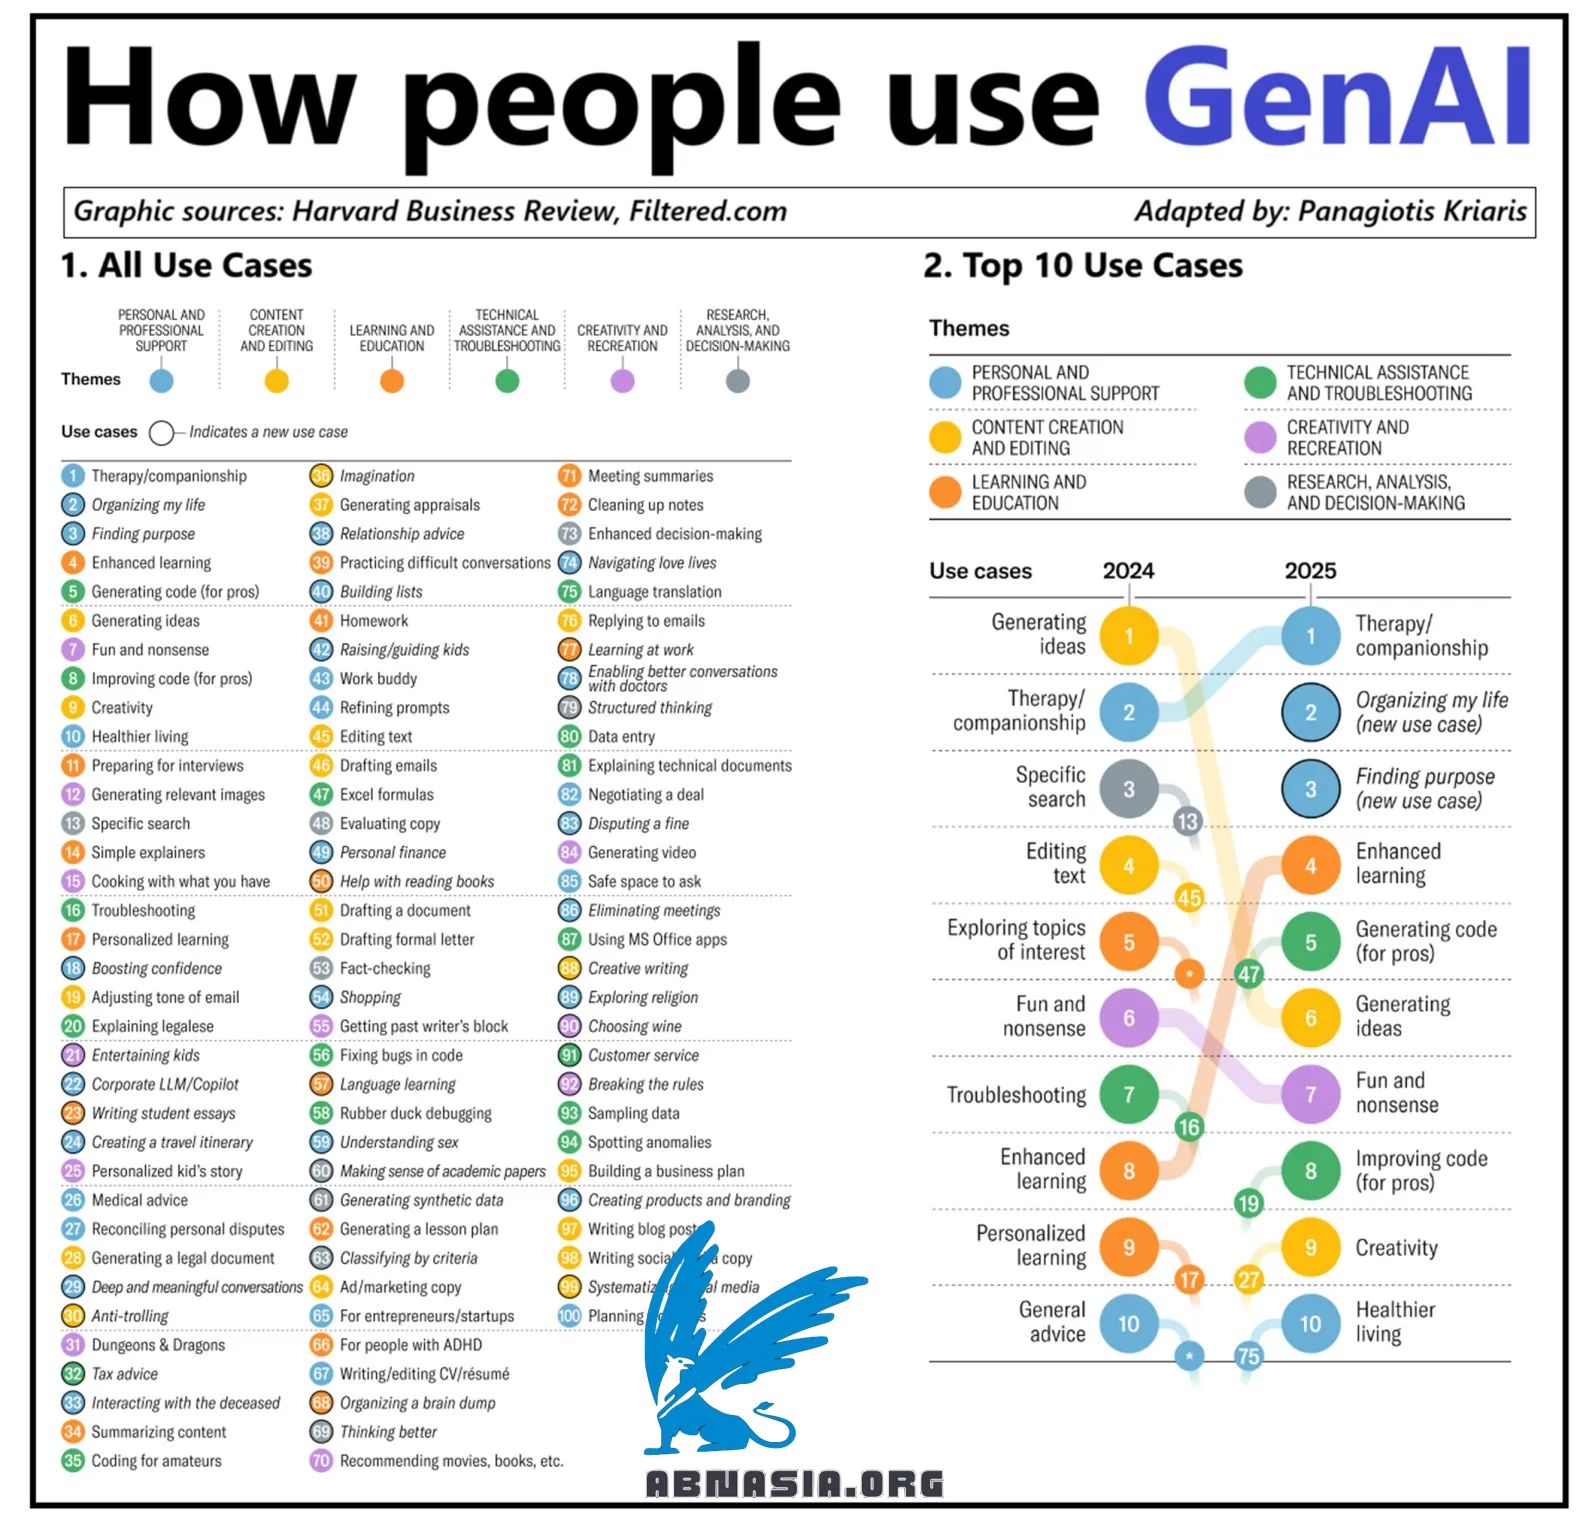 How people use GenAI
Graphic sources: Harvard Business Review, Filtered.com
Adapted by: Panagiotis Kriaris
1. All Use Cases
PERSONAL AND
PROFESSIONAL
SUPPORT
CONTENT
CREATION
AND EDITING
LEARNING AND
EDUCATION
TECHNICAL
ASSISTANCE AND
TROUBLESHOOTING
CREATIVITY AND
RECREATION
RESEARCH,
ANALYSIS, AND
DECISION-MAKING
Themes
Use cases
Indicates a new use case
1 Therapy/companionship
2 Organizing my life
3 Finding purpose
4 Enhanced learning
5 Generating code (for pros)
6 Generating ideas
7 Fun and nonsense
8 Improving code (for pros)
9 Creativity
10 Healthier living
11 Preparing for interviews
12 Generating relevant images
13 Specific search
14 Simple explainers
15 Cooking with what you have
16 Troubleshooting
17 Personalized learning
18 Boosting confidence
19 Adjusting tone of email
20 Explaining legalese
21 Entertaining kids
22 Corporate LLM/Copilot
23 Writing student essays
24 Creating a travel itinerary
25 Personalized kid's story
26 Medical advice
27 Reconciling personal disputes
28 Generating a legal document
29 Deep and meaningful conversations
30 Anti-trolling
31 Dungeons & Dragons
32 Tax advice
33 Interacting with the deceased
34 Summarizing content
35 Coding for amateurs
36 Imagination
37 Generating appraisals
38 Relationship advice
39 Practicing difficult conversations
40 Building lists
41 Homework
42 Raising/guiding kids
43 Work buddy
44 Refining prompts
45 Editing text
46 Drafting emails
47 Excel formulas
48 Evaluating copy
49 Personal finance
50 Help with reading books
51 Drafting a document
52 Drafting formal letter
53 Fact-checking
54 Shopping
55 Getting past writer's block
56 Fixing bugs in code
57 Language learning
58 Rubber duck debugging
59 Understanding sex
60 Making sense of academic papers
61 Generating synthetic data
62 Generating a lesson plan
63 Classifying by criteria
64 Ad/marketing copy
65 For entrepreneurs/startups
66 For people with ADHD
67 Writing/editing CV/résumé
68 Organizing a brain dump
69 Thinking better
70 Recommending movies, books, etc.
71 Meeting summaries
72 Cleaning up notes
73 Enhanced decision-making
74 Navigating love lives
75 Language translation
76 Replying to emails
77 Learning at work
78 Enabling better conversations
with doctors
79 Structured thinking
80 Data entry
81 Explaining technical documents
82 Negotiating a deal
83 Disputing a fine
84 Generating video
85 Safe space to ask
86 Eliminating meetings
87 Using MS Office apps
88 Creative writing
89 Exploring religion
90 Choosing wine
91 Customer service
92 Breaking the rules
93 Sampling data
94 Spotting anomalies
95 Building a business plan
96 Creating products and branding
97 Writing blog
98 Writing copy
99 media
100 Planning
2. Top 10 Use Cases
Themes
PERSONAL AND
PROFESSIONAL SUPPORT
TECHNICAL ASSISTANCE
AND TROUBLESHOOTING
CONTENT CREATION
AND EDITING
CREATIVITY AND
RECREATION
LEARNING AND
EDUCATION
RESEARCH, ANALYSIS,
AND DECISION-MAKING
Use cases 2024 2025
Generating
ideas
1
1
Therapy/
companionship
Therapy/
companionship
2
2
Organizing my life
(new use case)
Specific
search
3
13
3
Finding purpose
(new use case)
Editing
text
4
45
4
Enhanced
learning
Exploring topics
of interest
5
*
47
5
Generating code
(for pros)
Fun and
nonsense
6
6
Generating
ideas
Troubleshooting
7
16
7
Fun and
nonsense
Enhanced
learning
8
19
8
Improving code
(for pros)
Personalized
learning
9
17
27
9
Creativity
General
advice
10
*
75
10
Healthier
living
ABNASIA.ORG